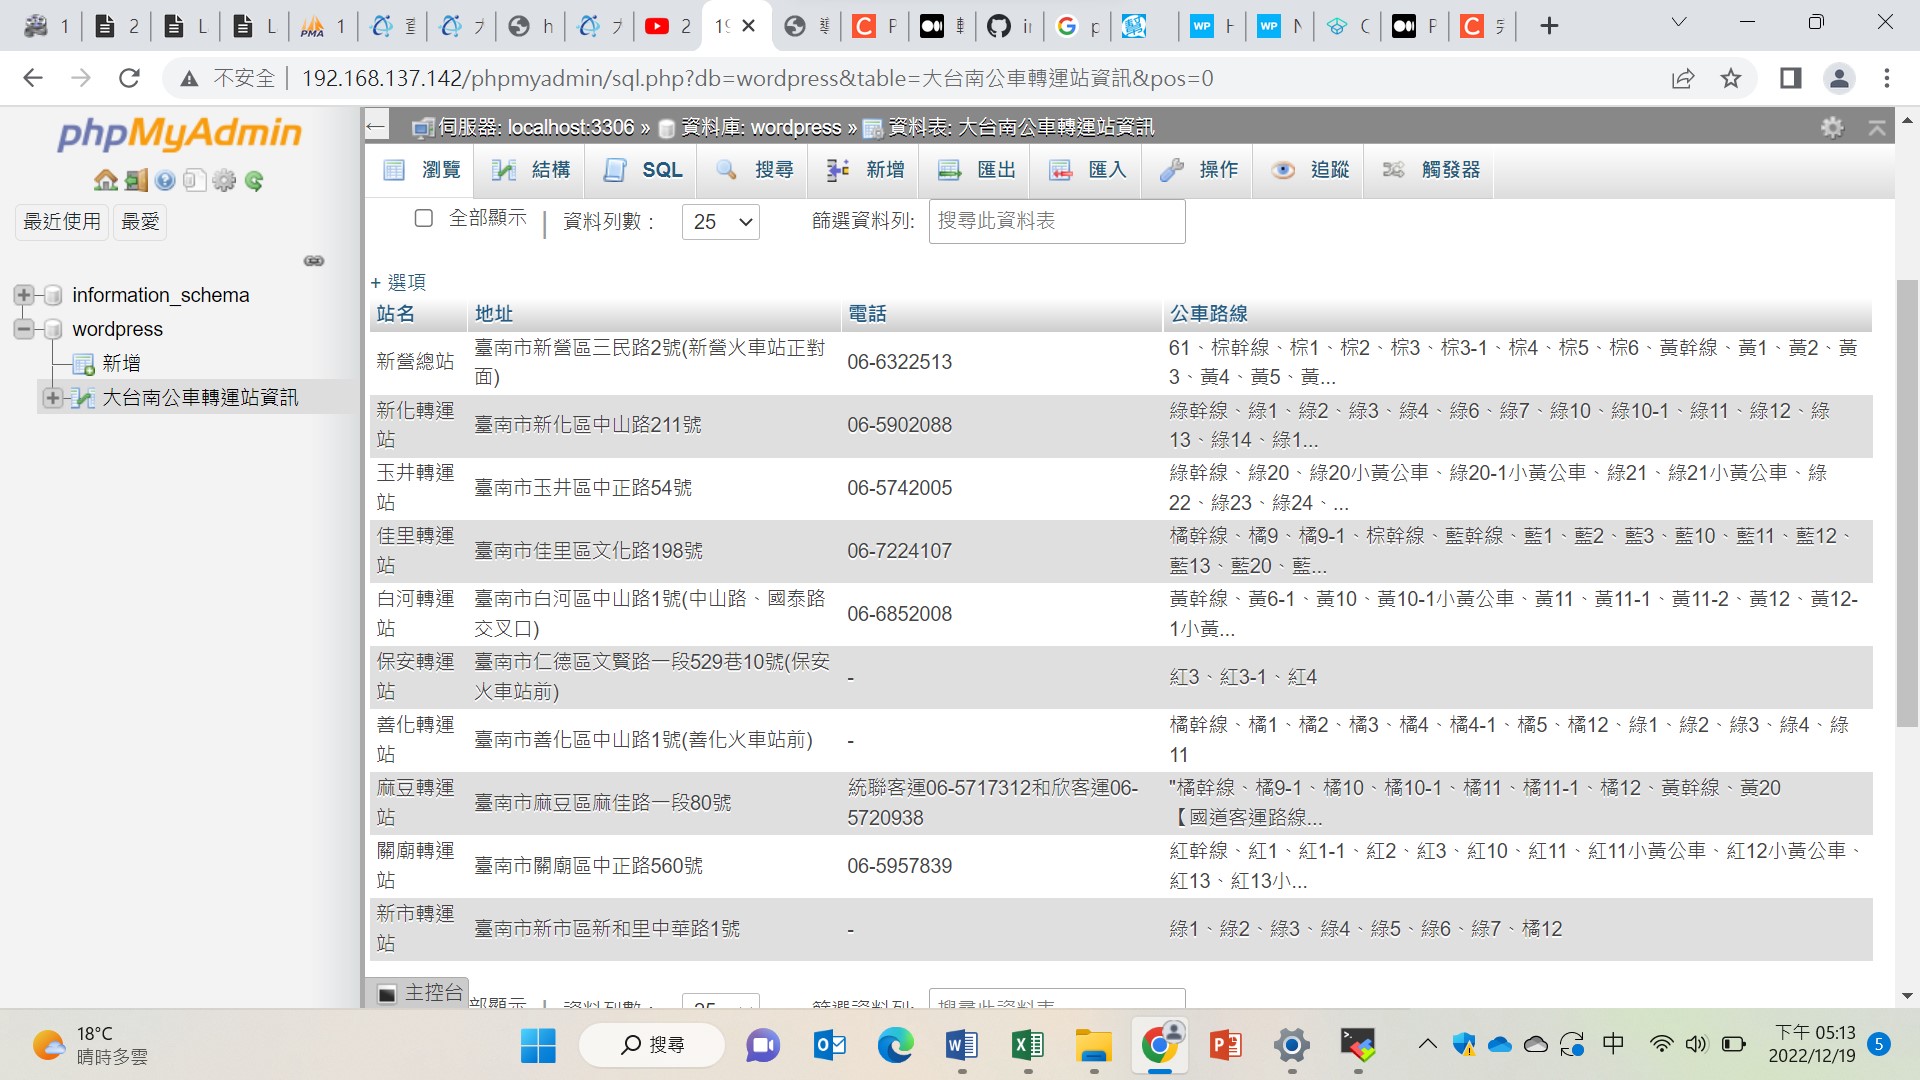 1 2 L L 1 h 2 19 F i p F N C F
不安全 192.168.137.142/phpmyadmin/sql.php?db=wordpress&table=大台南公車轉運站資訊&pos=0
phpMyAdmin
最近使用 最愛
information_schema
wordpress
新增
大台南公車轉運站資訊
伺服器: localhost:3306 » 資料庫: wordpress » 資料表: 大台南公車轉運站資訊
瀏覽 結構 SQL 搜尋 新增 匯出 匯入 操作 追蹤 觸發器
全部顯示 | 資料列數： 25 篩選資料列: 搜尋此資料表
+ 選項
站名 地址 電話 公車路線
新營總站 臺南市新營區三民路2號(新營火車站正對面) 06-6322513 61、棕幹線、棕1、棕2、棕3、棕3-1、棕4、棕5、棕6、黃幹線、黃1、黃2、黃3、黃4、黃5、黃...
新化轉運站 臺南市新化區中山路211號 06-5902088 綠幹線、綠1、綠2、綠3、綠4、綠6、綠7、綠10、綠10-1、綠11、綠12、綠13、綠14、綠1...
玉井轉運站 臺南市玉井區中正路54號 06-5742005 綠幹線、綠20、綠20小黃公車、綠20-1小黃公車、綠21、綠21小黃公車、綠22、綠23、綠24、...
佳里轉運站 臺南市佳里區文化路198號 06-7224107 橘幹線、橘9、橘9-1、棕幹線、藍幹線、藍1、藍2、藍3、藍10、藍11、藍12、藍13、藍20、藍...
白河轉運站 臺南市白河區中山路1號(中山路、國泰路交叉口) 06-6852008 黃幹線、黃6-1、黃10、黃10-1小黃公車、黃11、黃11-1、黃11-2、黃12、黃12-1小黃...
保安轉運站 臺南市仁德區文賢路一段529巷10號(保安火車站前) - 紅3、紅3-1、紅4
善化轉運站 臺南市善化區中山路1號(善化火車站前) - 橘幹線、橘1、橘2、橘3、橘4、橘4-1、橘5、橘12、綠1、綠2、綠3、綠4、綠11
麻豆轉運站 臺南市麻豆區麻佳路一段80號 統聯客運06-5717312和欣客運06-5720938 "橘幹線、橘9-1、橘10、橘10-1、橘11、橘11-1、橘12、黃幹線、黃20【國道客運路線...
關廟轉運站 臺南市關廟區中正路560號 06-5957839 紅幹線、紅1、紅1-1、紅2、紅3、紅10、紅11、紅11小黃公車、紅12小黃公車、紅13、紅13小...
新市轉運站 臺南市新市區新和里中華路1號 - 綠1、綠2、綠3、綠4、綠5、綠6、綠7、橘12
主控台 部顯示 | 資料列數： 25 篩選資料列: 搜尋此資料表
18°C
晴時多雲
搜尋
中
下午 05:13
2022/12/19
5